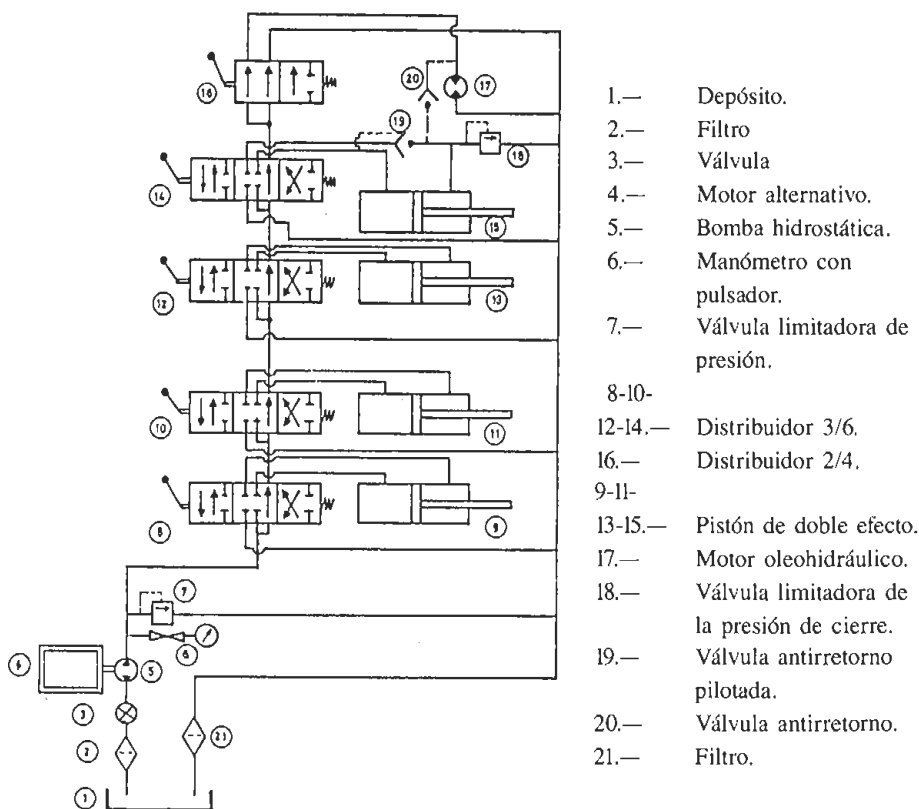 16
20
17
19
18
14
15
12
13
10
11
8
9
7
6
4
5
3
2
21
1
1.— Depósito.
2.— Filtro
3.— Válvula
4.— Motor alternativo.
5.— Bomba hidrostática.
6.— Manómetro con
pulsador.
7.— Válvula limitadora de
presión.
8-10-
12-14.— Distribuidor 3/6.
16.— Distribuidor 2/4.
9-11-
13-15.— Pistón de doble efecto.
17.— Motor oleohidráulico.
18.— Válvula limitadora de
la presión de cierre.
19.— Válvula antirretorno
pilotada.
20.— Válvula antirretorno.
21.— Filtro.